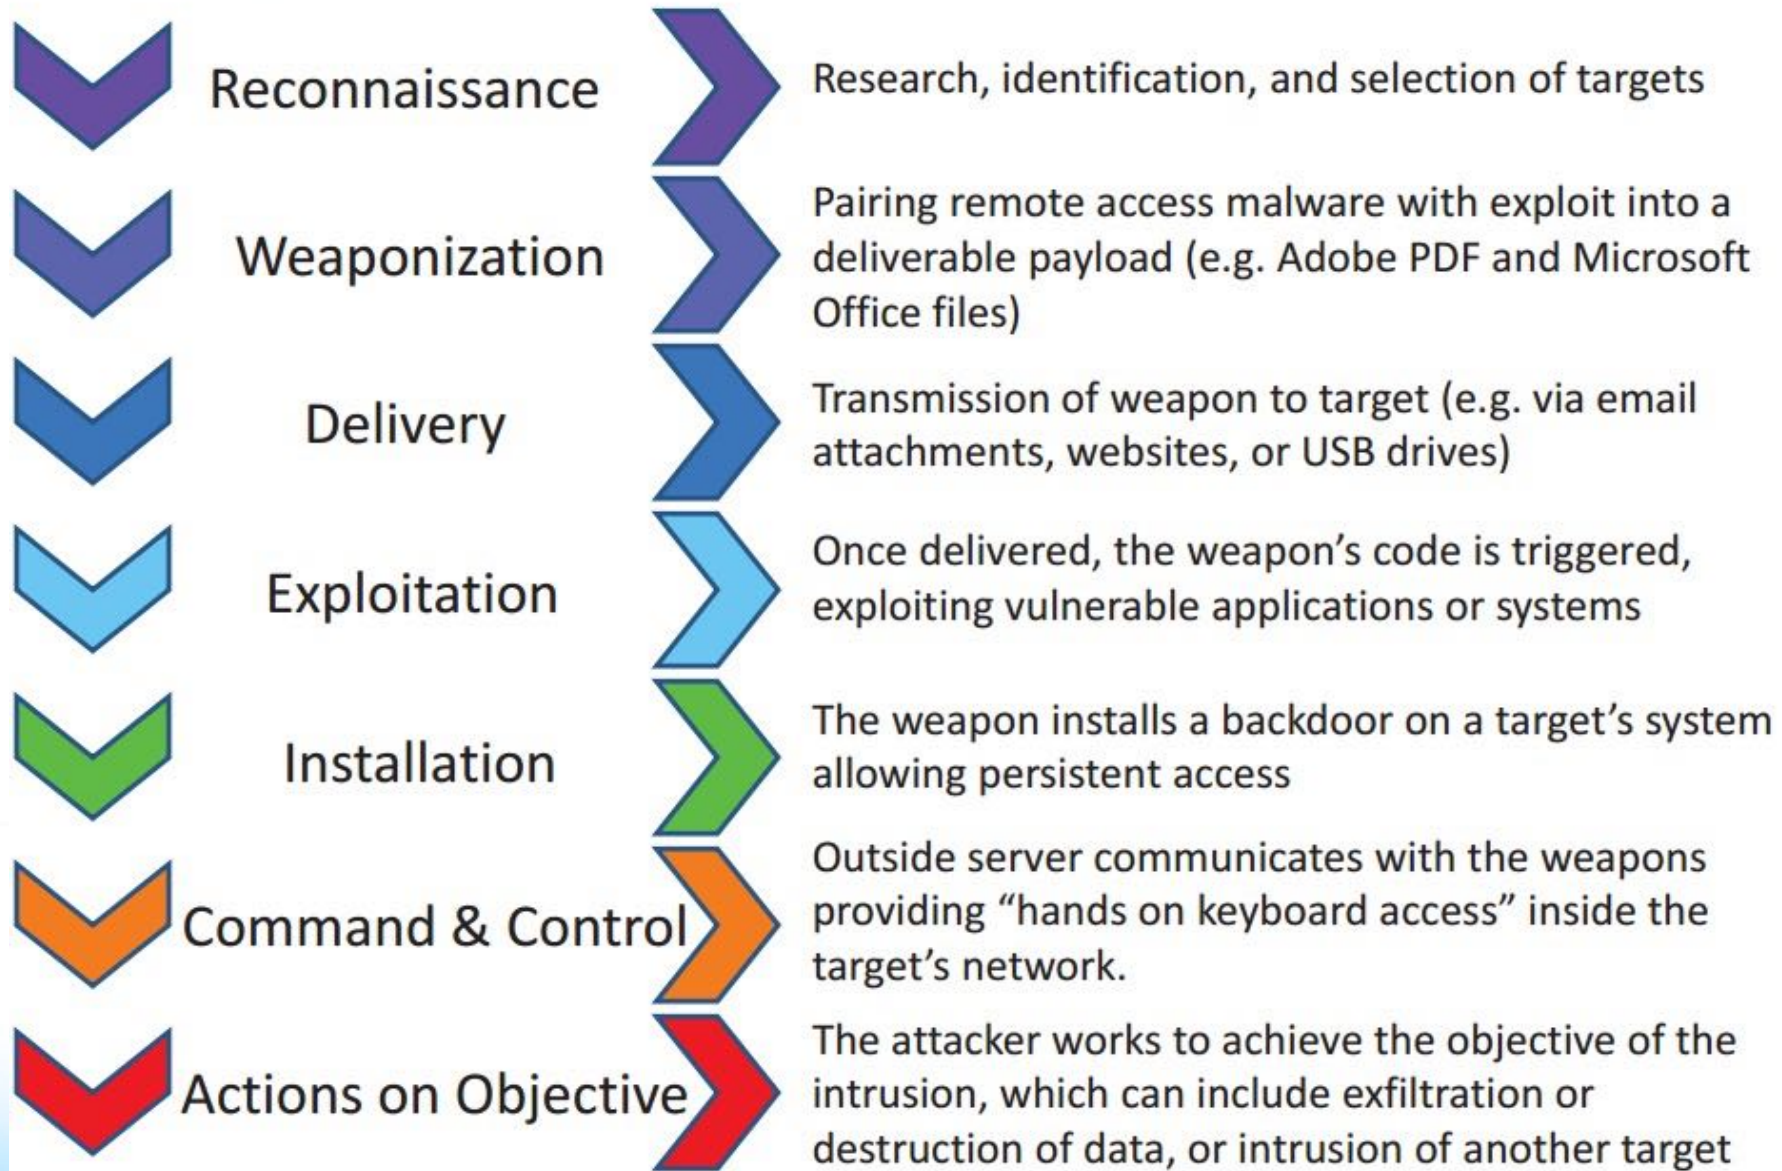 Reconnaissance
Research, identification, and selection of targets
Weaponization
Pairing remote access malware with exploit into a
deliverable payload (e.g. Adobe PDF and Microsoft
Office files)
Delivery
Transmission of weapon to target (e.g. via email
attachments, websites, or USB drives)
Exploitation
Once delivered, the weapon’s code is triggered,
exploiting vulnerable applications or systems
Installation
The weapon installs a backdoor on a target’s system
allowing persistent access
Command & Control
Outside server communicates with the weapons
providing “hands on keyboard access” inside the
target’s network.
Actions on Objective
The attacker works to achieve the objective of the
intrusion, which can include exfiltration or
destruction of data, or intrusion of another target